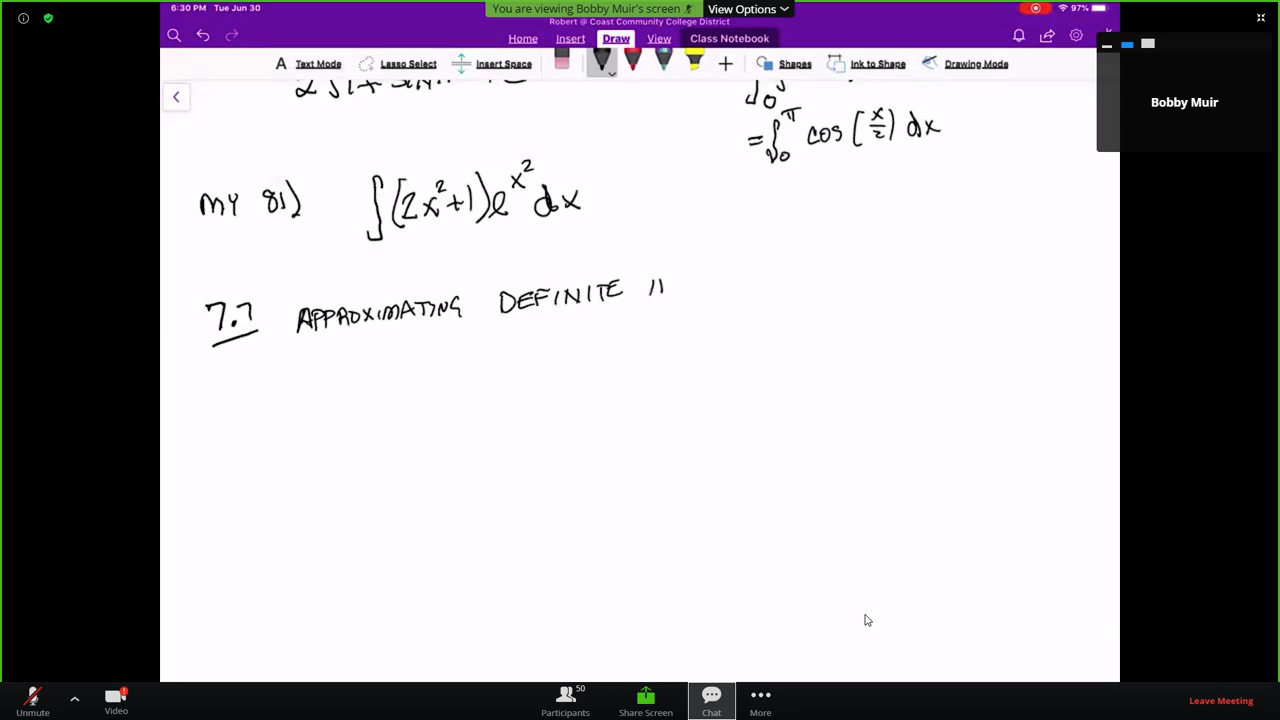 You are viewing Bobby Muir's screen View Options
6:30 PM Tue Jun 30 97%
Robert @ Coast Community College District
Home Insert Draw View Class Notebook
A Text Mode Lasso Select Insert Space Shapes Ink to Shape Drawing Mode
Bobby Muir
= ∫₀^π cos(x/2) dx
MY 81) ∫(2x²+1)e^x² dx
7.7 APPROXIMATING DEFINITE
Unmute Video Participants 50 Share Screen Chat More Leave Meeting